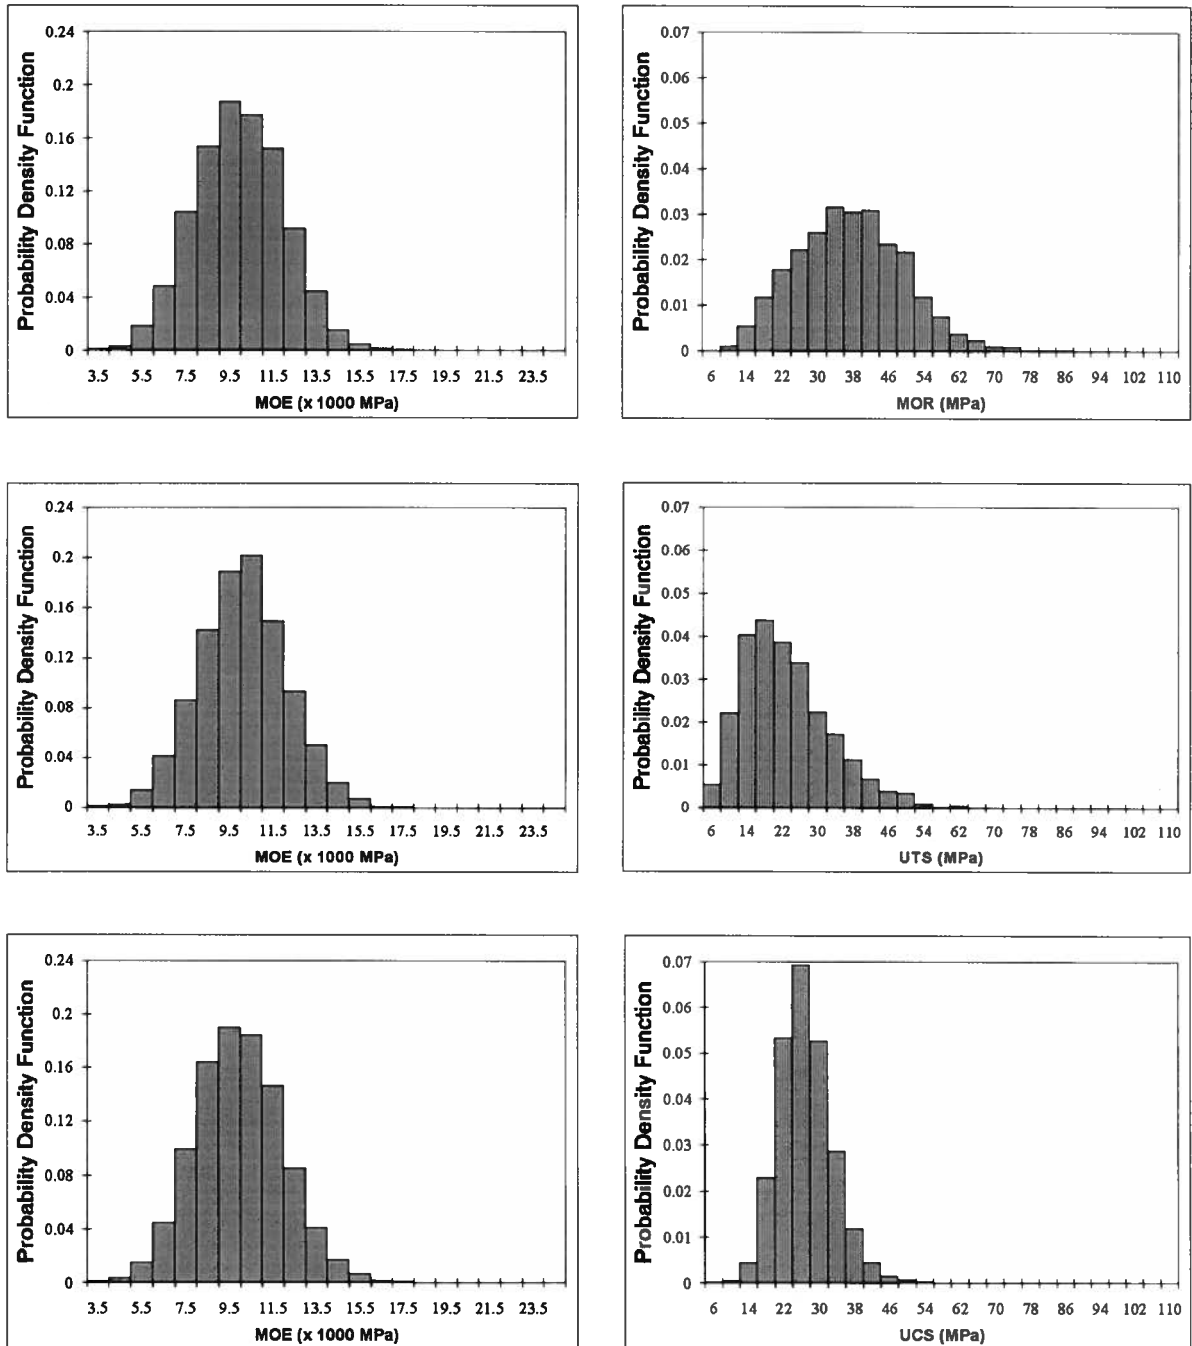 Probability Density Function
0.24
0.2
0.16
0.12
0.08
0.04
0
3.5 5.5 7.5 9.5 11.5 13.5 15.5 17.5 19.5 21.5 23.5
MOE (x 1000 MPa)
Probability Density Function
0.07
0.06
0.05
0.04
0.03
0.02
0.01
0
6 14 22 30 38 46 54 62 70 78 86 94 102 110
MOR (MPa)
Probability Density Function
0.24
0.2
0.16
0.12
0.08
0.04
0
3.5 5.5 7.5 9.5 11.5 13.5 15.5 17.5 19.5 21.5 23.5
MOE (x 1000 MPa)
Probability Density Function
0.07
0.06
0.05
0.04
0.03
0.02
0.01
0
6 14 22 30 38 46 54 62 70 78 86 94 102 110
UTS (MPa)
Probability Density Function
0.24
0.2
0.16
0.12
0.08
0.04
0
3.5 5.5 7.5 9.5 11.5 13.5 15.5 17.5 19.5 21.5 23.5
MOE (x 1000 MPa)
Probability Density Function
0.07
0.06
0.05
0.04
0.03
0.02
0.01
0
6 14 22 30 38 46 54 62 70 78 86 94 102 110
UCS (MPa)